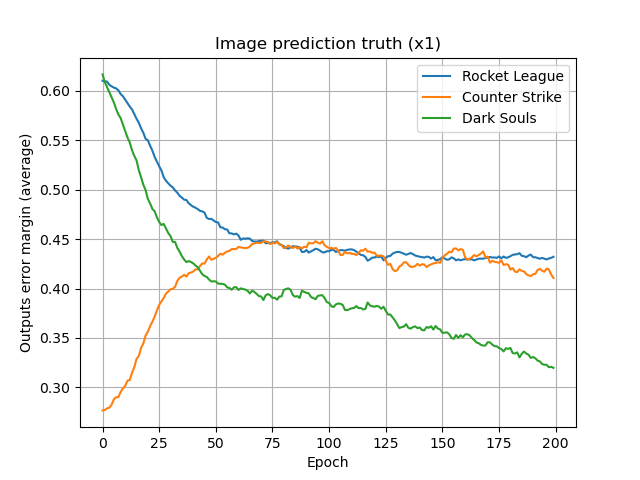 Image prediction truth (x1)
Rocket League
Counter Strike
Dark Souls
Outputs error margin (average)
0.60
0.55
0.50
0.45
0.40
0.35
0.30
0 25 50 75 100 125 150 175 200
Epoch